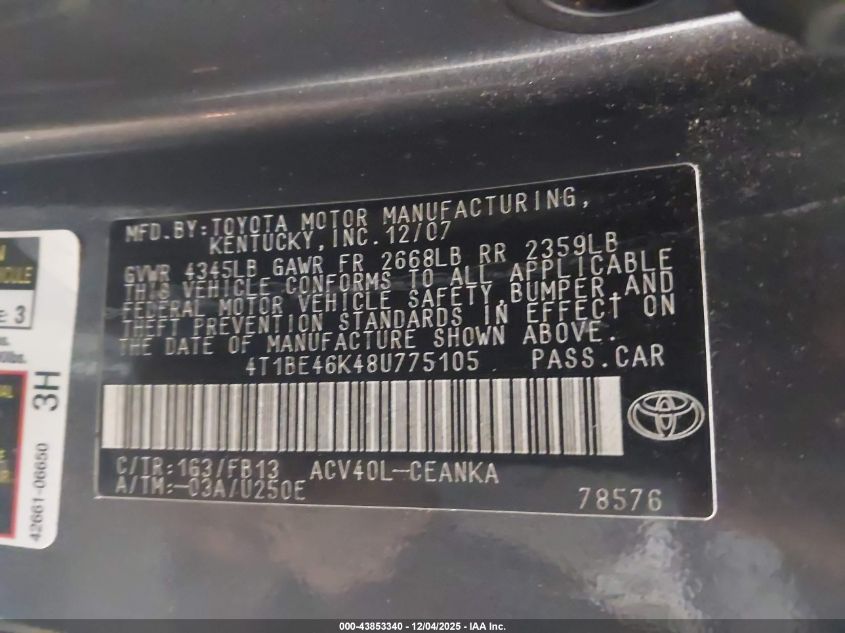 MFD.BY:TOYOTA MOTOR MANUFACTURING,
KENTUCKY,INC.12/07
GVWR 4345LB GAWR FR 2668LB RR 2359LB
THIS VEHICLE CONFORMS TO ALL APPLICABLE
FEDERAL MOTOR VEHICLE SAFETY,BUMPER,AND
THEFT PREVENTION STANDARDS IN EFFECT ON
THE DATE OF MANUFACTURE SHOWN ABOVE.
4T1BE46K48U775105 PASS.CAR
C/TR:163/FB13 ACV40L-CEANKA
A/TM:-03A/U250E
78576
3
3H
42661-06650
000-43853340 - 12/04/2025 - IAA Inc.